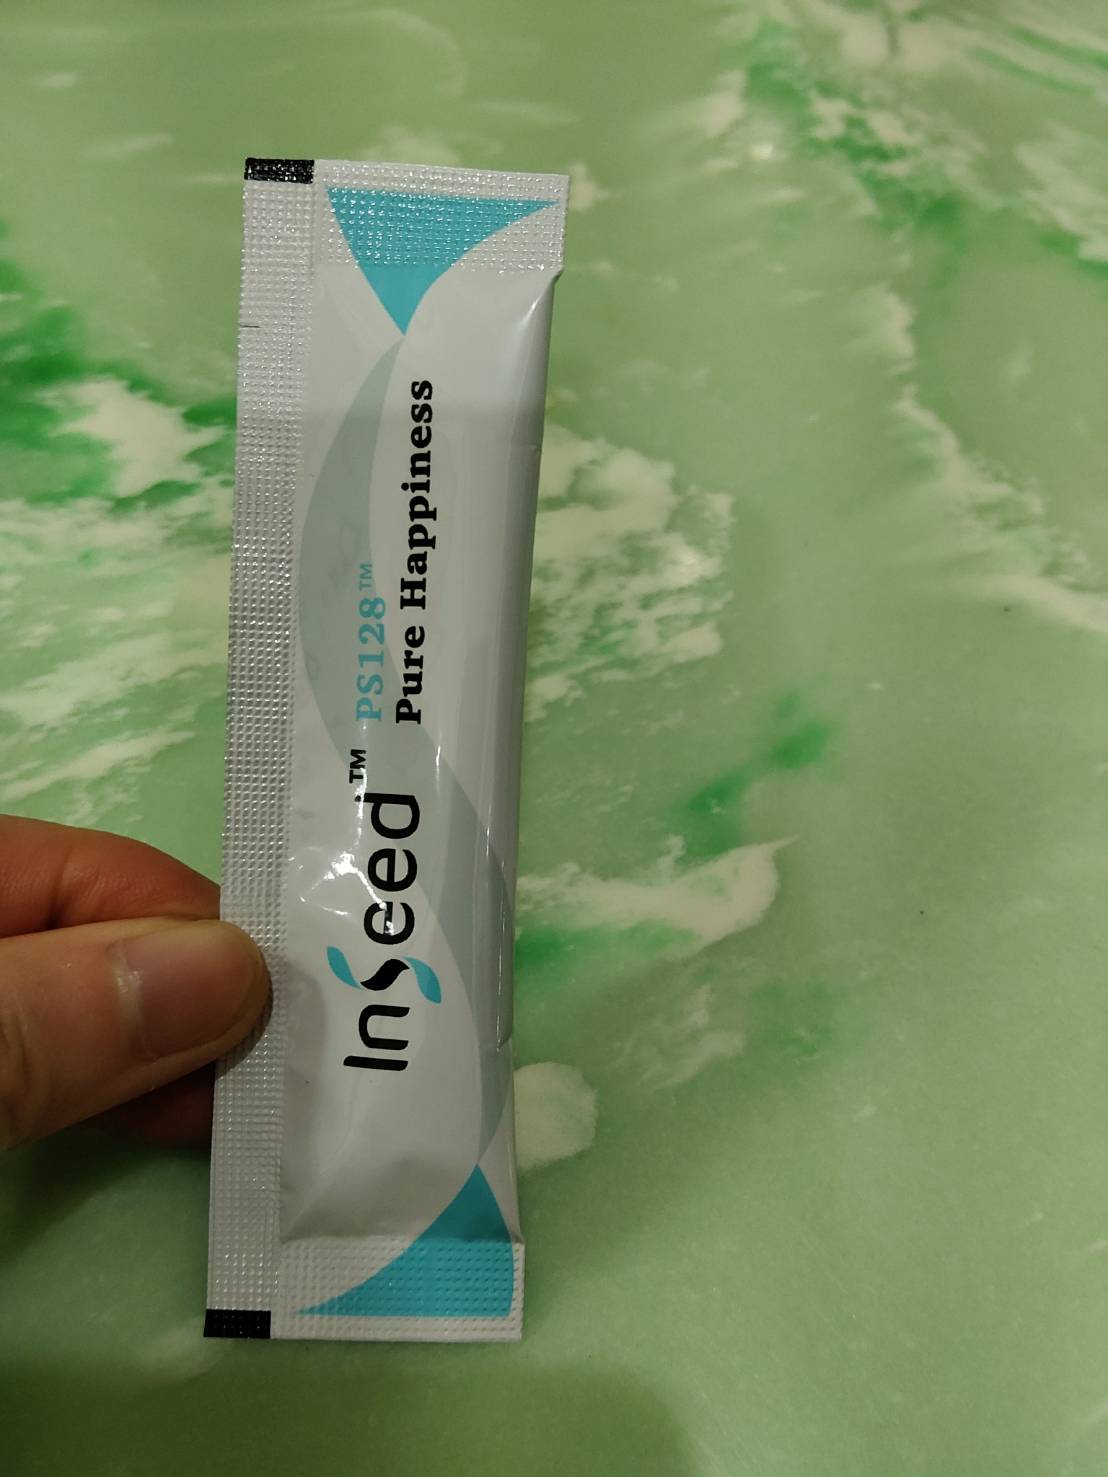 InSeed™
PS128™
Pure Happiness